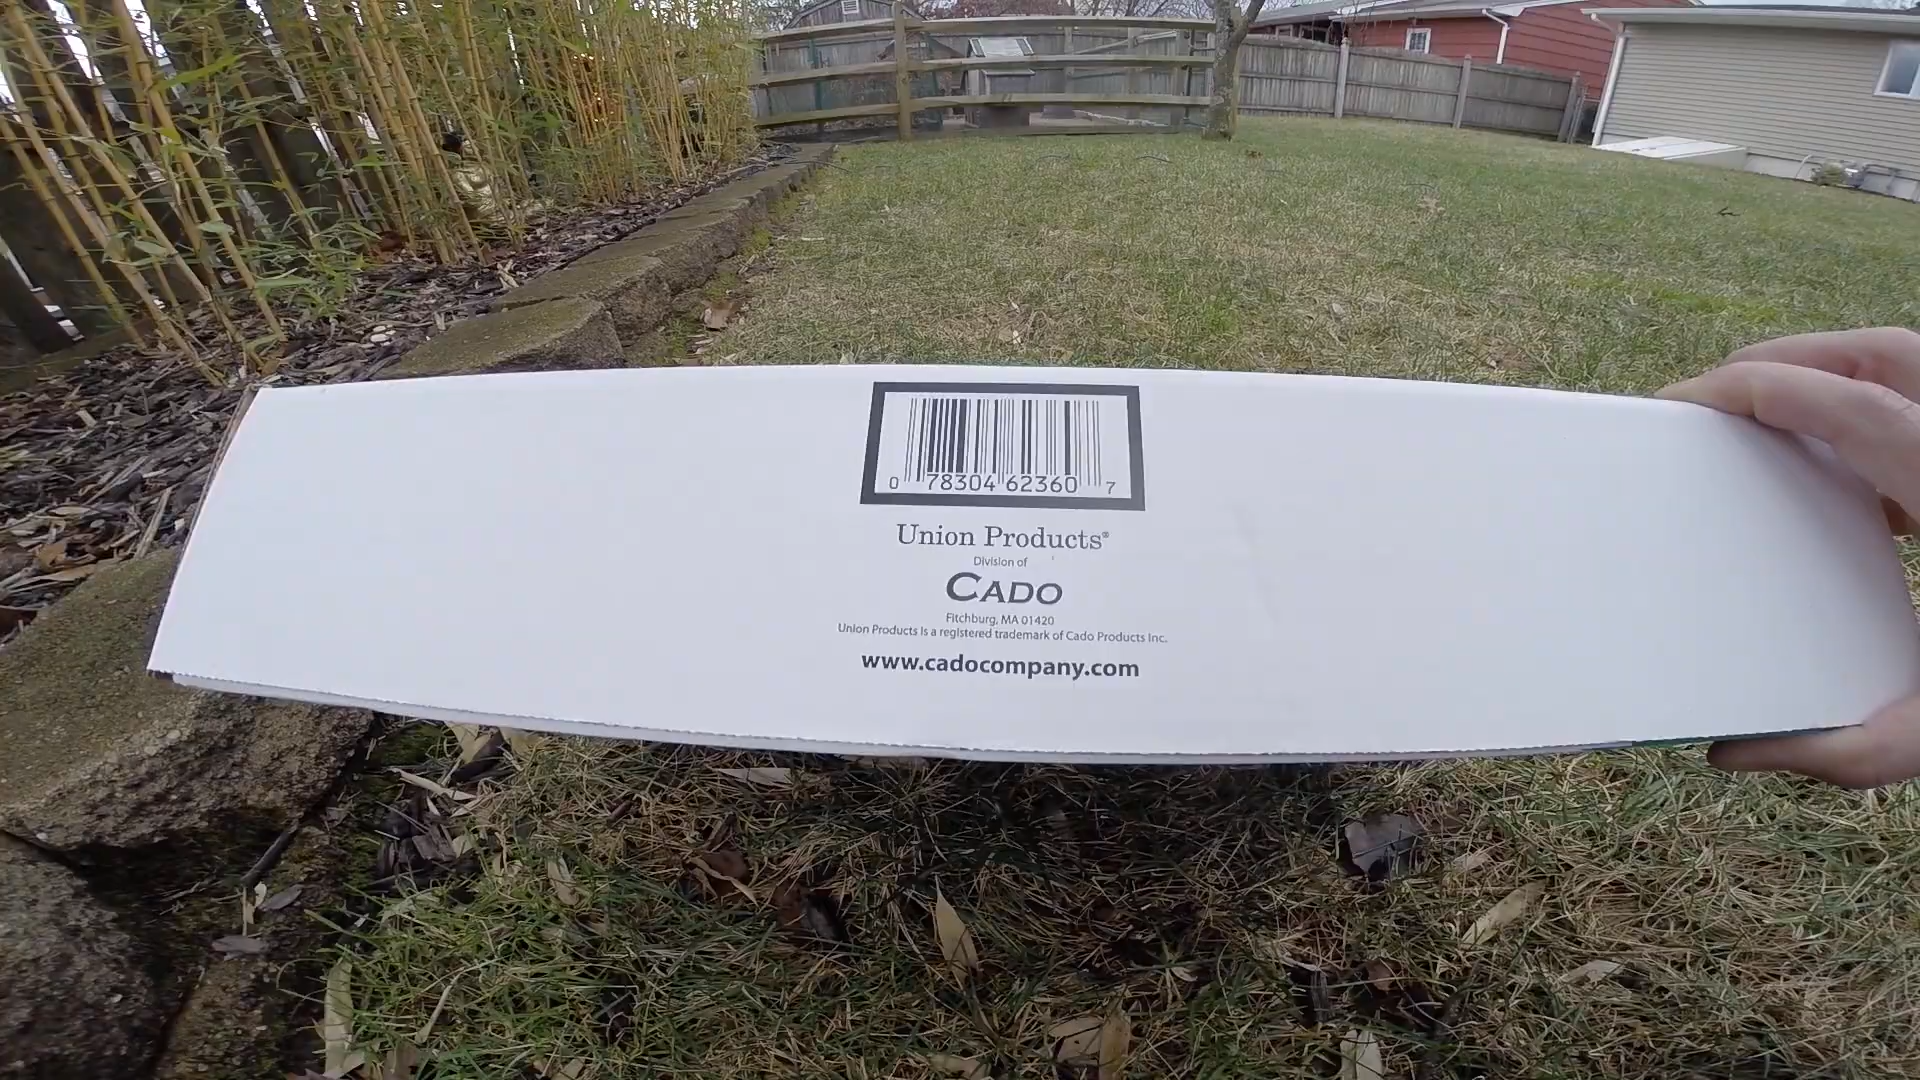 0 78304 62360 7
Union Products®
Division of
CADO
Fitchburg, MA 01420
Union Products is a registered trademark of Cado Products Inc.
www.cadocompany.com